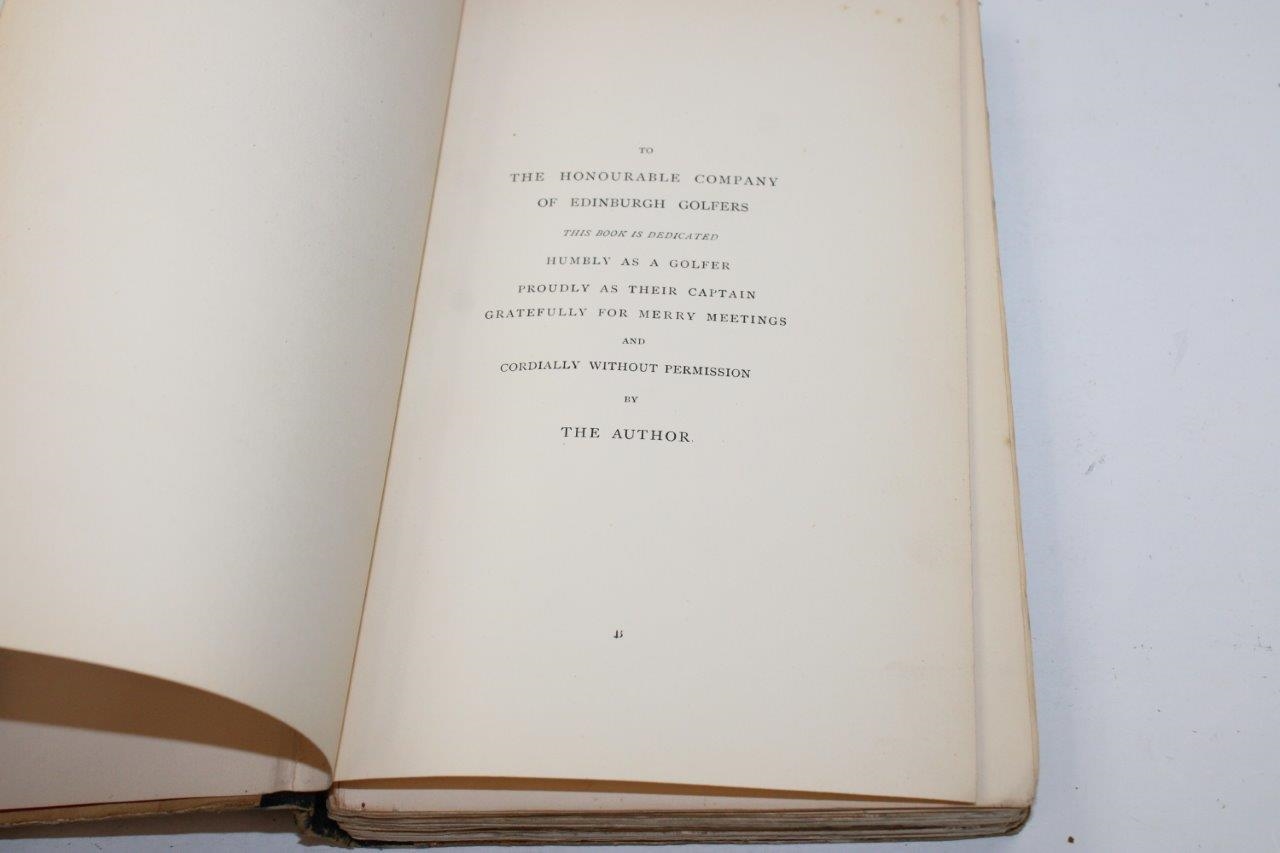 TO
THE HONOURABLE COMPANY
OF EDINBURGH GOLFERS
THIS BOOK IS DEDICATED
HUMBLY AS A GOLFER
PROUDLY AS THEIR CAPTAIN
GRATEFULLY FOR MERRY MEETINGS
AND
CORDIALLY WITHOUT PERMISSION
BY
THE AUTHOR.
B